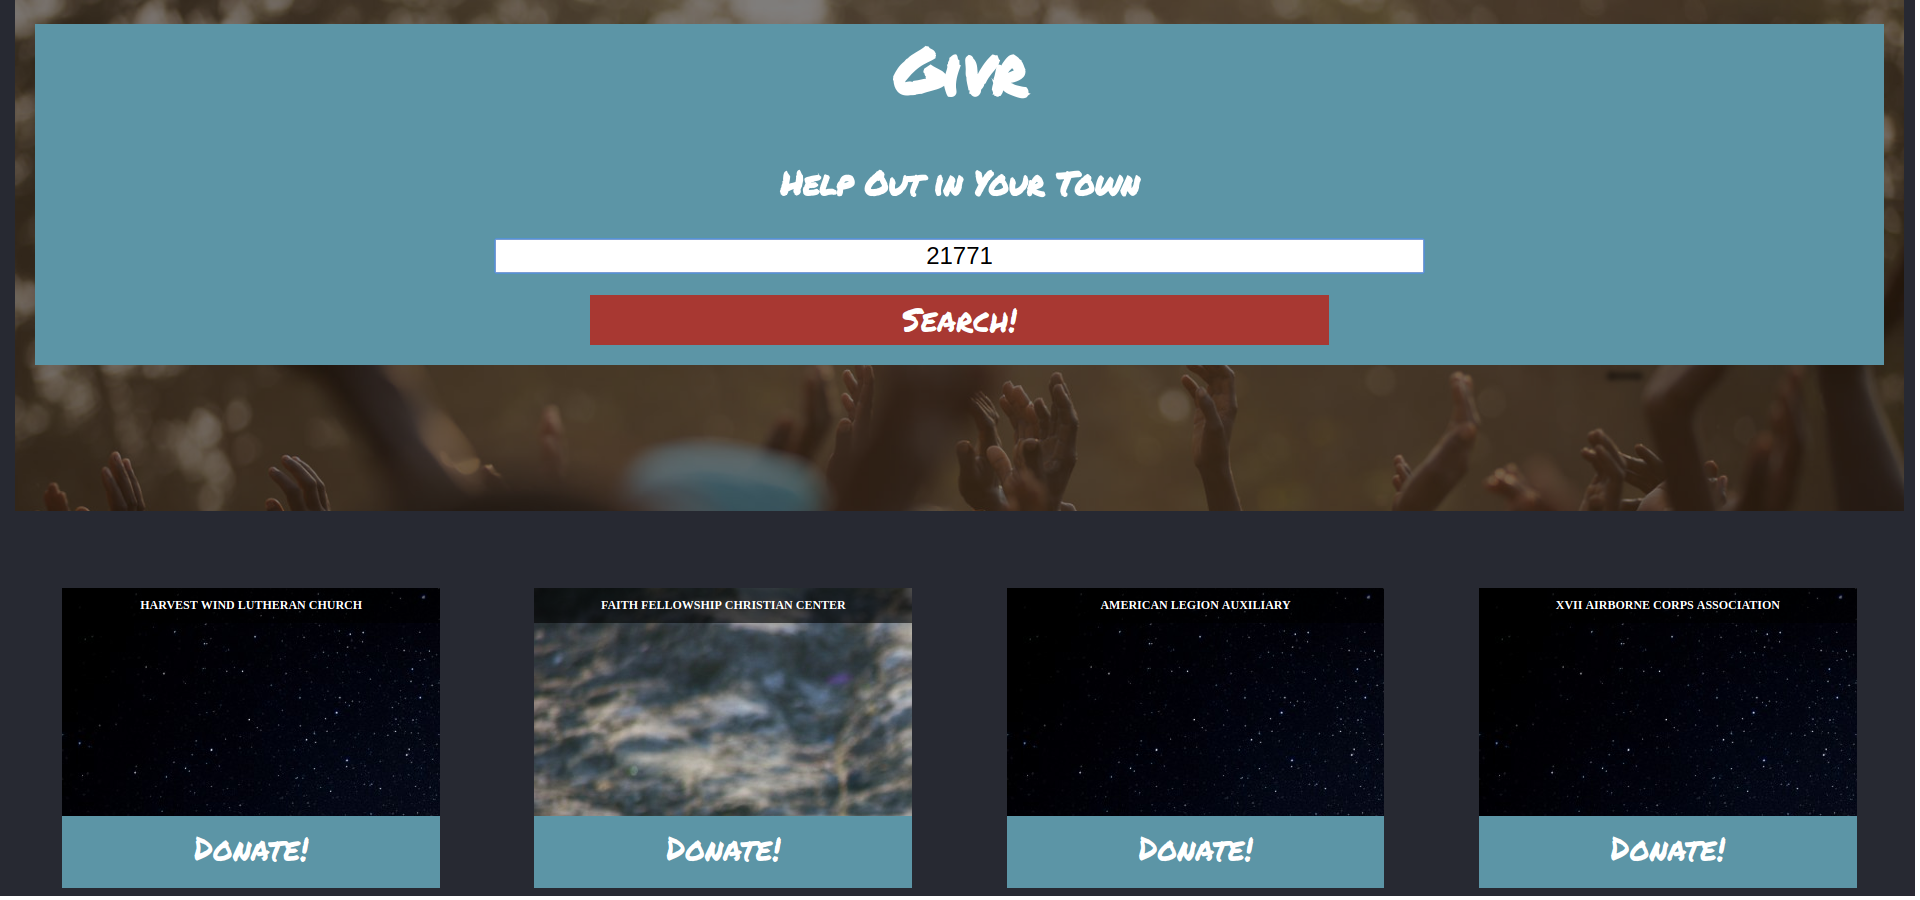 Givr
Help Out in Your Town
21771
Search!
HARVEST WIND LUTHERAN CHURCH
FAITH FELLOWSHIP CHRISTIAN CENTER
AMERICAN LEGION AUXILIARY
XVII AIRBORNE CORPS ASSOCIATION
Donate!
Donate!
Donate!
Donate!